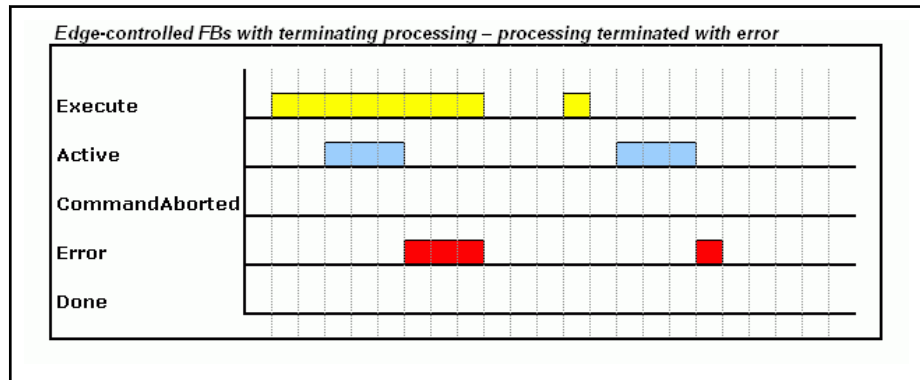 Edge-controlled FBs with terminating processing – processing terminated with error
Execute
Active
CommandAborted
Error
Done